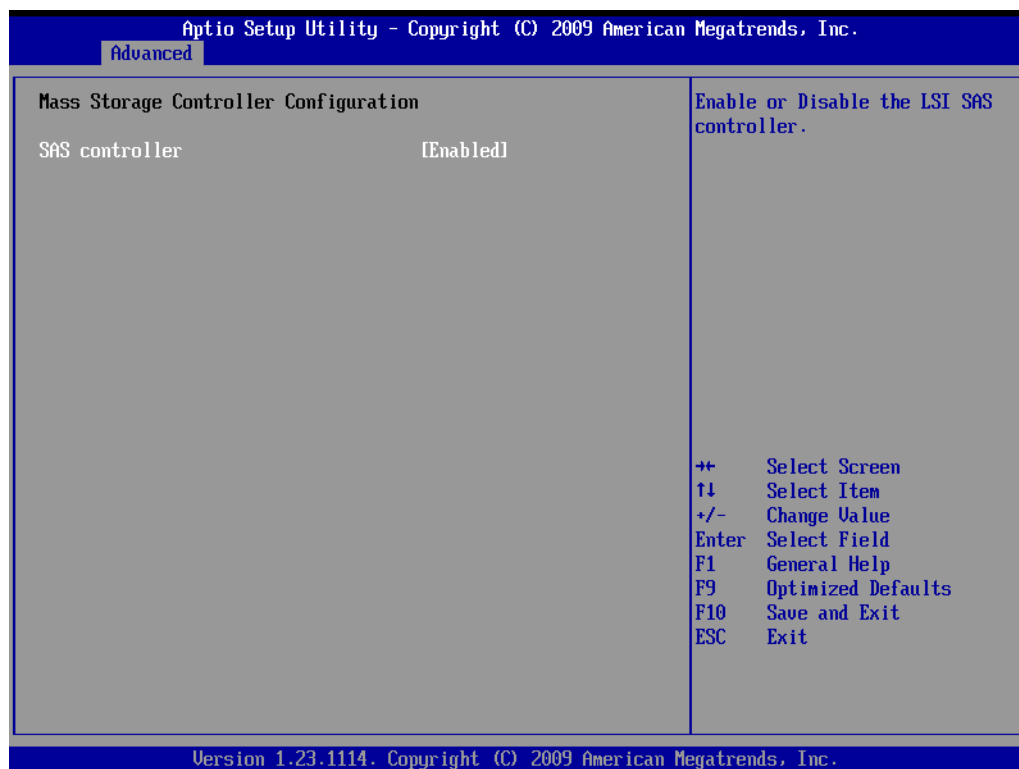 Aptio Setup Utility - Copyright (C) 2009 American Megatrends, Inc.
Advanced
Mass Storage Controller Configuration
SAS controller [Enabled]
Enable or Disable the LSI SAS
controller.
→← Select Screen
↑↓ Select Item
+/- Change Value
Enter Select Field
F1 General Help
F9 Optimized Defaults
F10 Save and Exit
ESC Exit
Version 1.23.1114. Copyright (C) 2009 American Megatrends, Inc.